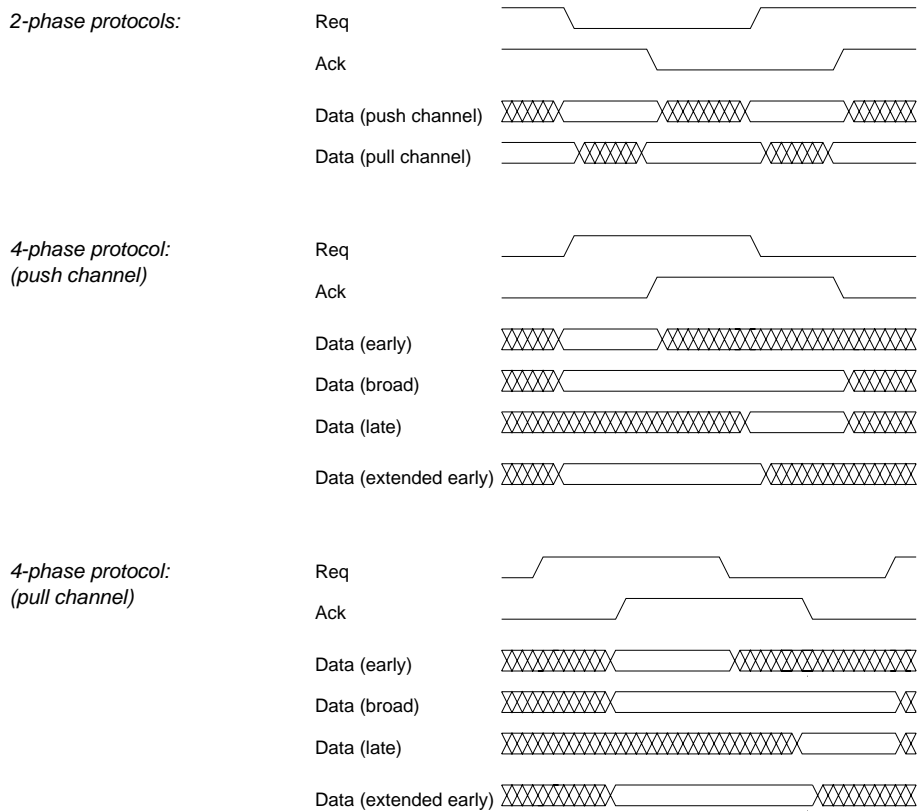 2-phase protocols:
Req
Ack
Data (push channel)
Data (pull channel)
4-phase protocol:
(push channel)
Req
Ack
Data (early)
Data (broad)
Data (late)
Data (extended early)
4-phase protocol:
(pull channel)
Req
Ack
Data (early)
Data (broad)
Data (late)
Data (extended early)